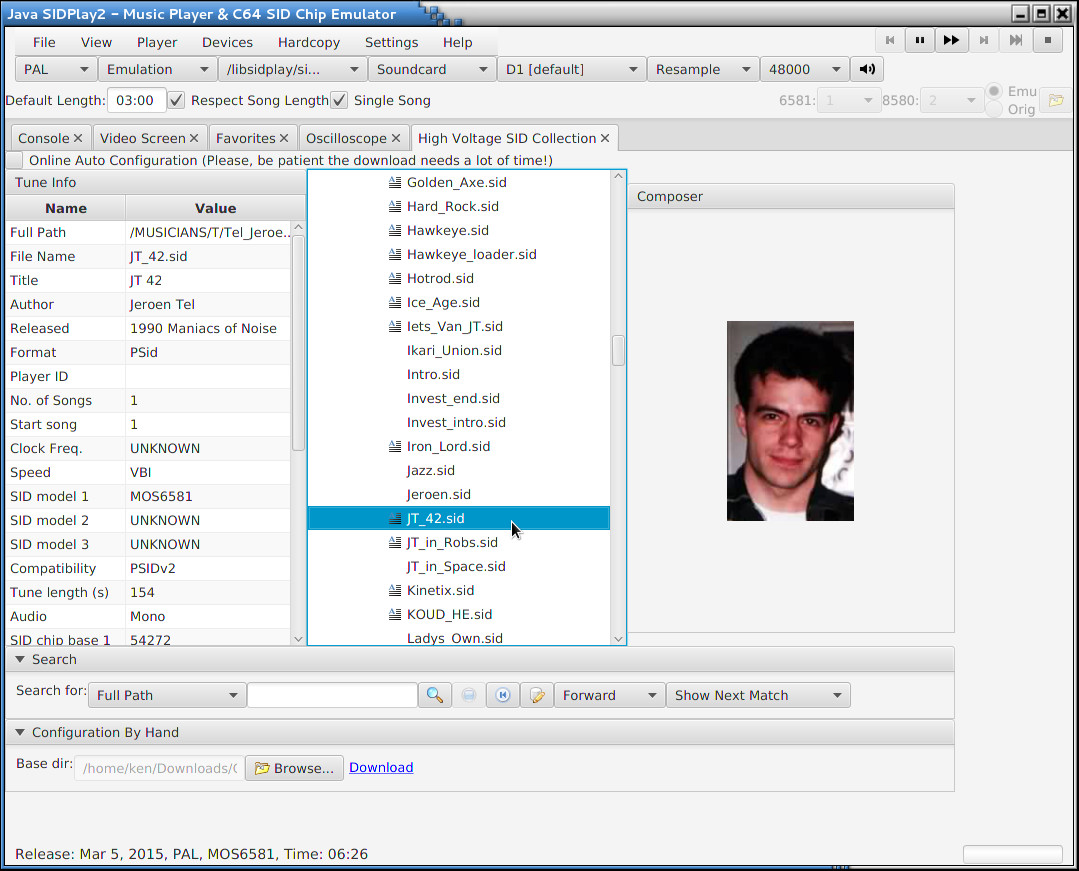 Java SIDPlay2 - Music Player & C64 SID Chip Emulator
File View Player Devices Hardcopy Settings Help
PAL Emulation /libsidplay/si... Soundcard D1 [default] Resample 48000
Default Length: 03:00 Respect Song Length Single Song 6581: 1 8580: 2 Emu
Orig
Console Video Screen Favorites Oscilloscope High Voltage SID Collection
Online Auto Configuration (Please, be patient the download needs a lot of time!)
Tune Info
Name Value
Full Path /MUSICIANS/T/Tel_Jeroe..
File Name JT_42.sid
Title JT 42
Author Jeroen Tel
Released 1990 Maniacs of Noise
Format PSid
Player ID
No. of Songs 1
Start song 1
Clock Freq. UNKNOWN
Speed VBI
SID model 1 MOS6581
SID model 2 UNKNOWN
SID model 3 UNKNOWN
Compatibility PSIDv2
Tune length (s) 154
Audio Mono
SID chip base 1 54272
Golden_Axe.sid
Hard_Rock.sid
Hawkeye.sid
Hawkeye_loader.sid
Hotrod.sid
Ice_Age.sid
Iets_Van_JT.sid
Ikari_Union.sid
Intro.sid
Invest_end.sid
Invest_intro.sid
Iron_Lord.sid
Jazz.sid
Jeroen.sid
JT_42.sid
JT_in_Robs.sid
JT_in_Space.sid
Kinetix.sid
KOUD_HE.sid
Ladys_Own.sid
Composer
Search
Search for: Full Path Forward Show Next Match
Configuration By Hand
Base dir: /home/ken/Downloads/ Browse... Download
Release: Mar 5, 2015, PAL, MOS6581, Time: 06:26